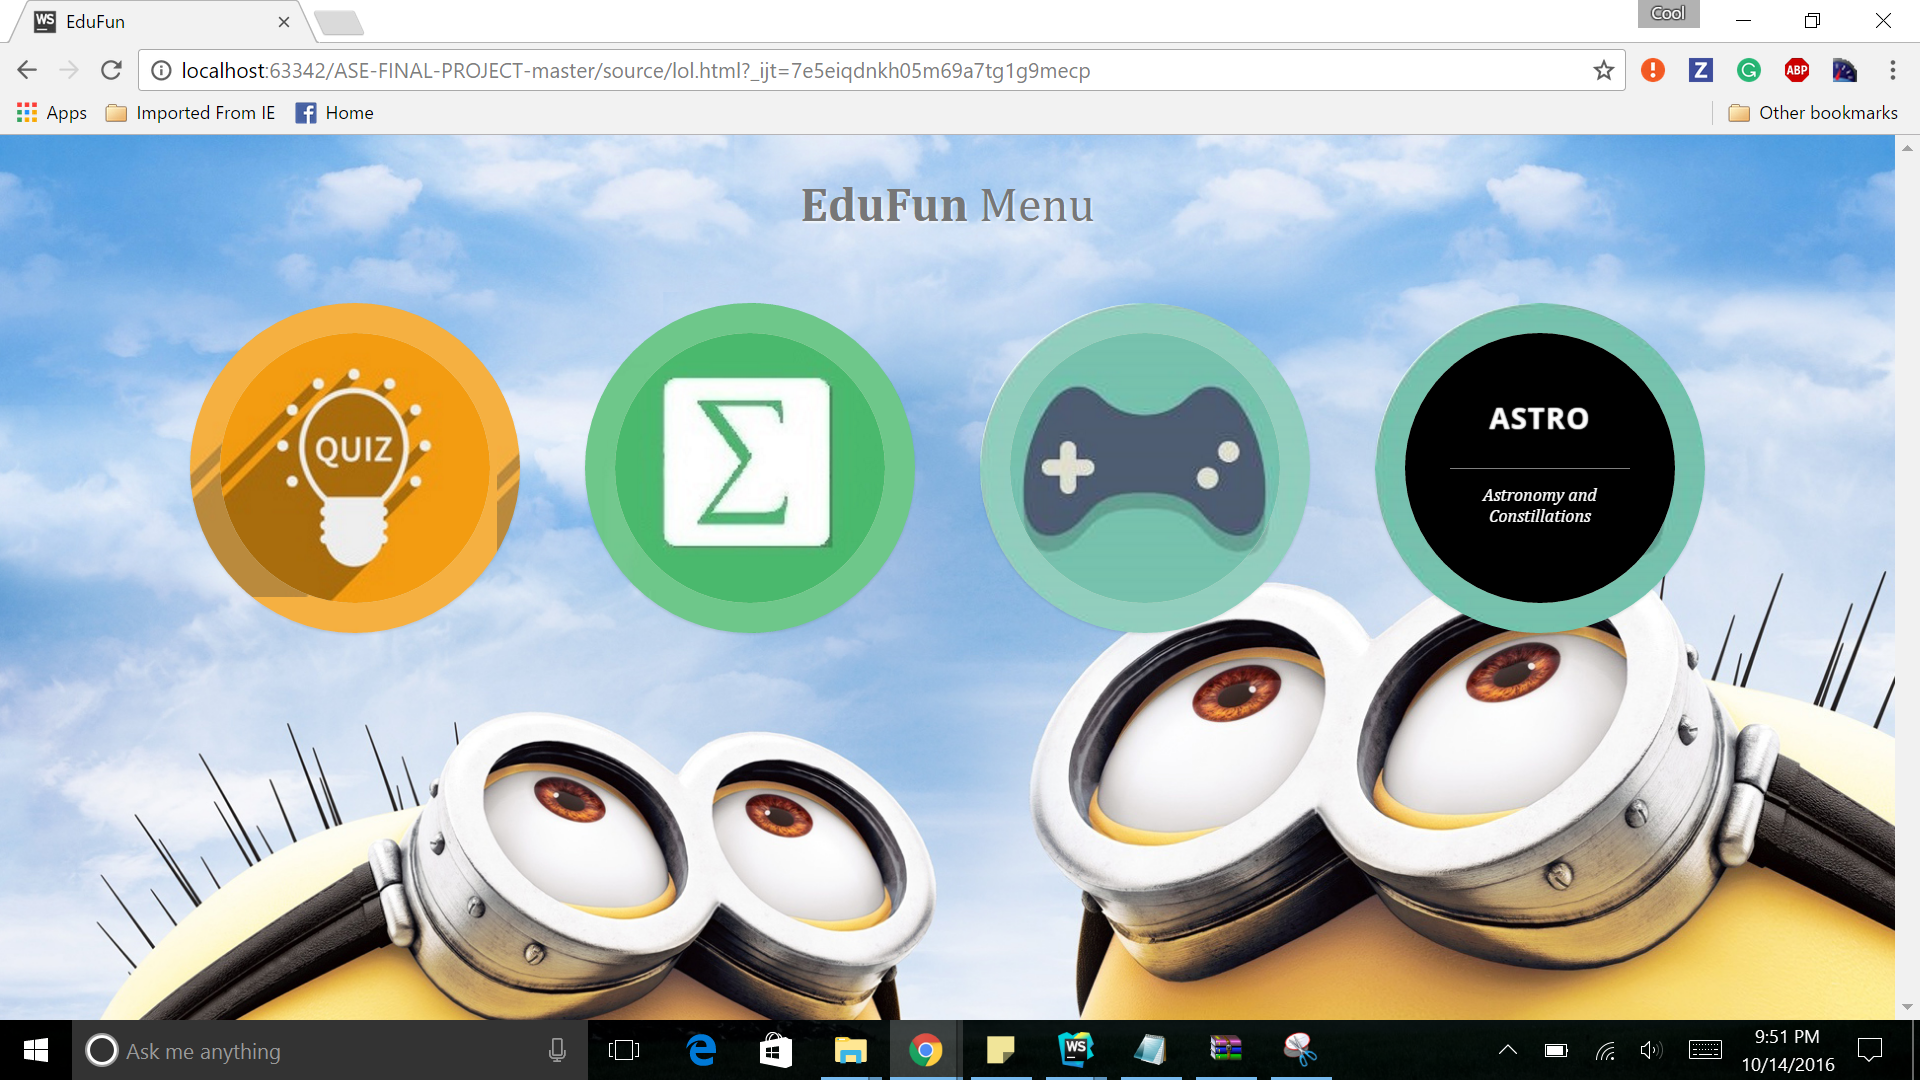 WS EduFun
Cool
localhost:63342/ASE-FINAL-PROJECT-master/source/lol.html?_ijt=7e5eiqdnkh05m69a7tg1g9mecp
Z
G
ABP
Apps
Imported From IE
Home
Other bookmarks
EduFun Menu
QUIZ
Σ
ASTRO
Astronomy and
Constillations
Ask me anything
WS
9:51 PM
10/14/2016